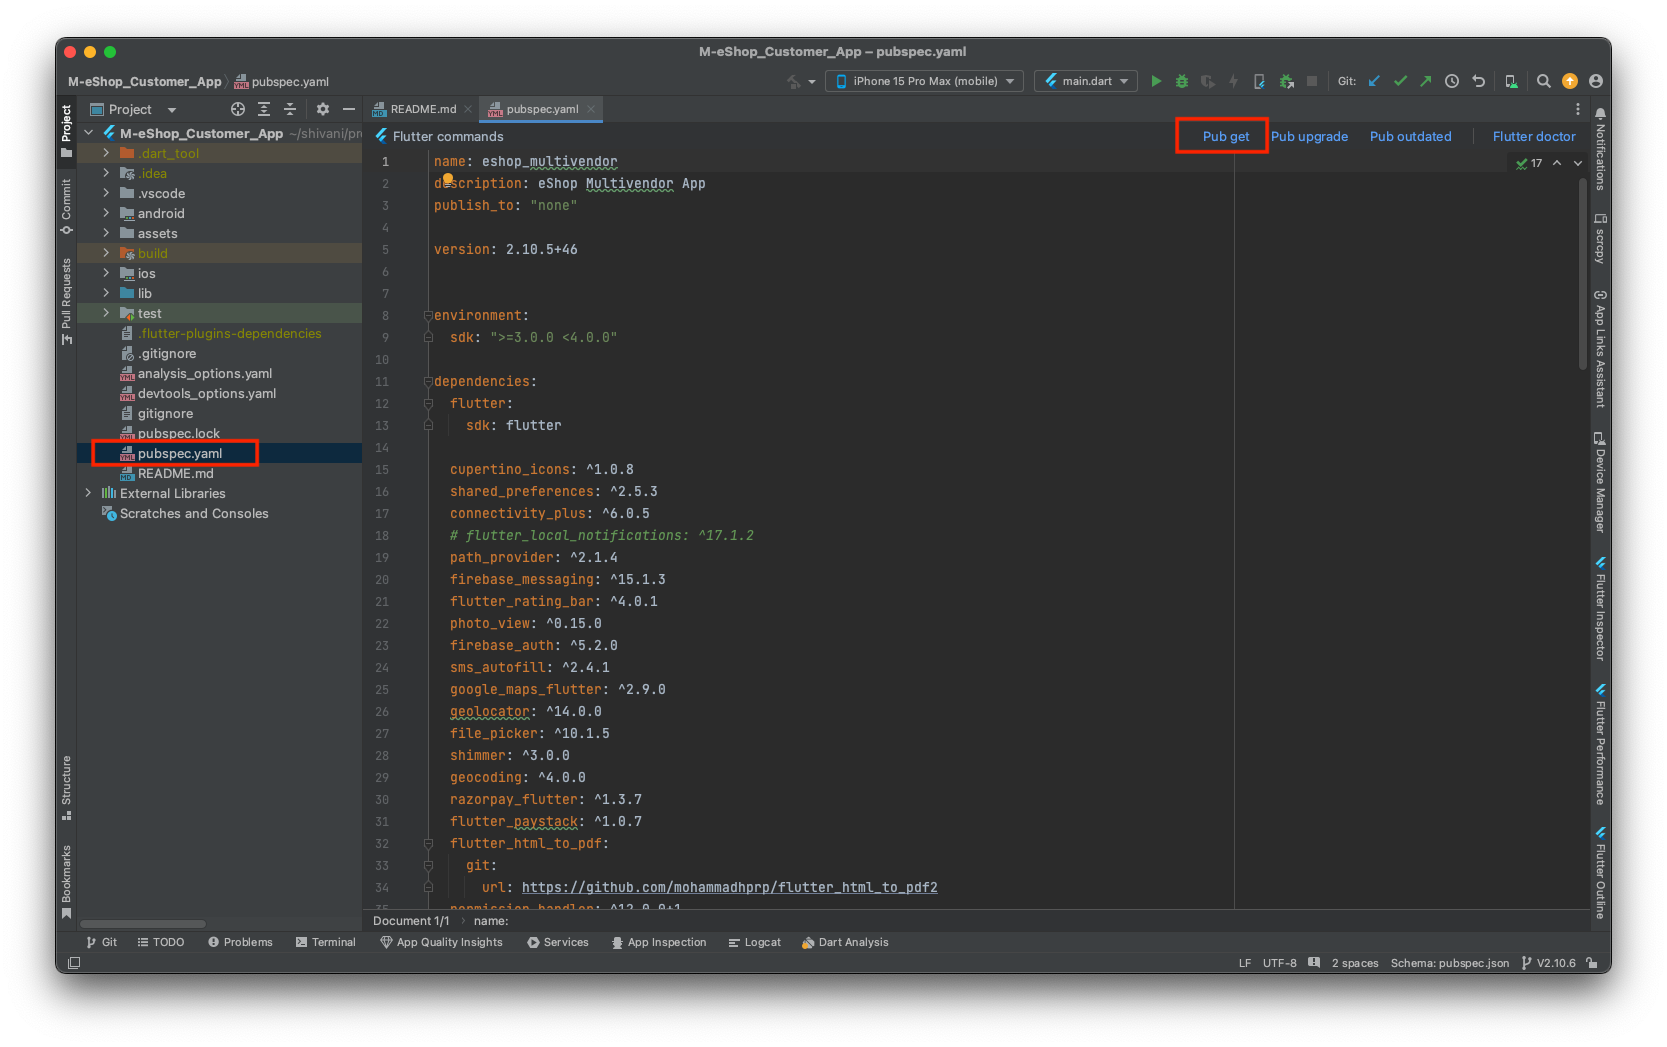 M-eShop_Customer_App – pubspec.yaml
M-eShop_Customer_App pubspec.yaml
iPhone 15 Pro Max (mobile) main.dart Git:
Project
README.md pubspec.yaml
M-eShop_Customer_App ~/shivani/pr
.dart_tool
.idea
.vscode
android
assets
build
ios
lib
test
.flutter-plugins-dependencies
.gitignore
analysis_options.yaml
devtools_options.yaml
gitignore
pubspec.lock
pubspec.yaml
README.md
External Libraries
Scratches and Consoles
Project
Commit
Pull Requests
Structure
Bookmarks
Flutter commands Pub get Pub upgrade Pub outdated Flutter doctor
17
1 name: eshop_multivendor
2 description: eShop Multivendor App
3 publish_to: "none"
4
5 version: 2.10.5+46
6
7
8 environment:
9 sdk: ">=3.0.0 <4.0.0"
10
11 dependencies:
12 flutter:
13 sdk: flutter
14
15 cupertino_icons: ^1.0.8
16 shared_preferences: ^2.5.3
17 connectivity_plus: ^6.0.5
18 # flutter_local_notifications: ^17.1.2
19 path_provider: ^2.1.4
20 firebase_messaging: ^15.1.3
21 flutter_rating_bar: ^4.0.1
22 photo_view: ^0.15.0
23 firebase_auth: ^5.2.0
24 sms_autofill: ^2.4.1
25 google_maps_flutter: ^2.9.0
26 geolocator: ^14.0.0
27 file_picker: ^10.1.5
28 shimmer: ^3.0.0
29 geocoding: ^4.0.0
30 razorpay_flutter: ^1.3.7
31 flutter_paystack: ^1.0.7
32 flutter_html_to_pdf:
33 git:
34 url: https://github.com/mohammadhprp/flutter_html_to_pdf2
35 permission_handler: ^12.0.0+1
Notifications
scrcpy
App Links Assistant
Device Manager
Flutter Inspector
Flutter Performance
Flutter Outline
Document 1/1 name:
Git TODO Problems Terminal App Quality Insights Services App Inspection Logcat Dart Analysis
LF UTF-8 2 spaces Schema: pubspec.json V2.10.6